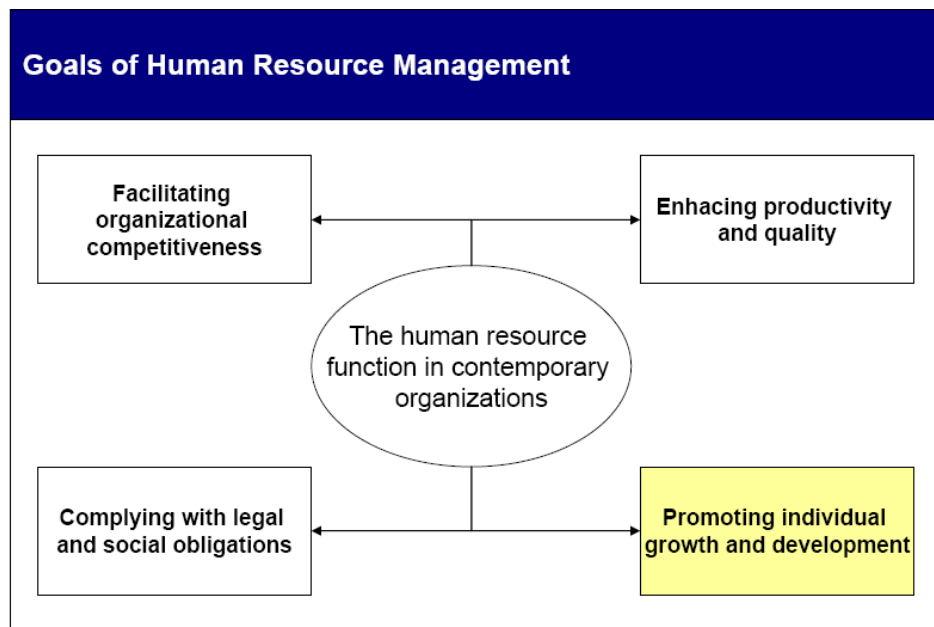 Goals of Human Resource Management
Facilitating
organizational
competitiveness
Enhacing productivity
and quality
The human resource
function in contemporary
organizations
Complying with legal
and social obligations
Promoting individual
growth and development